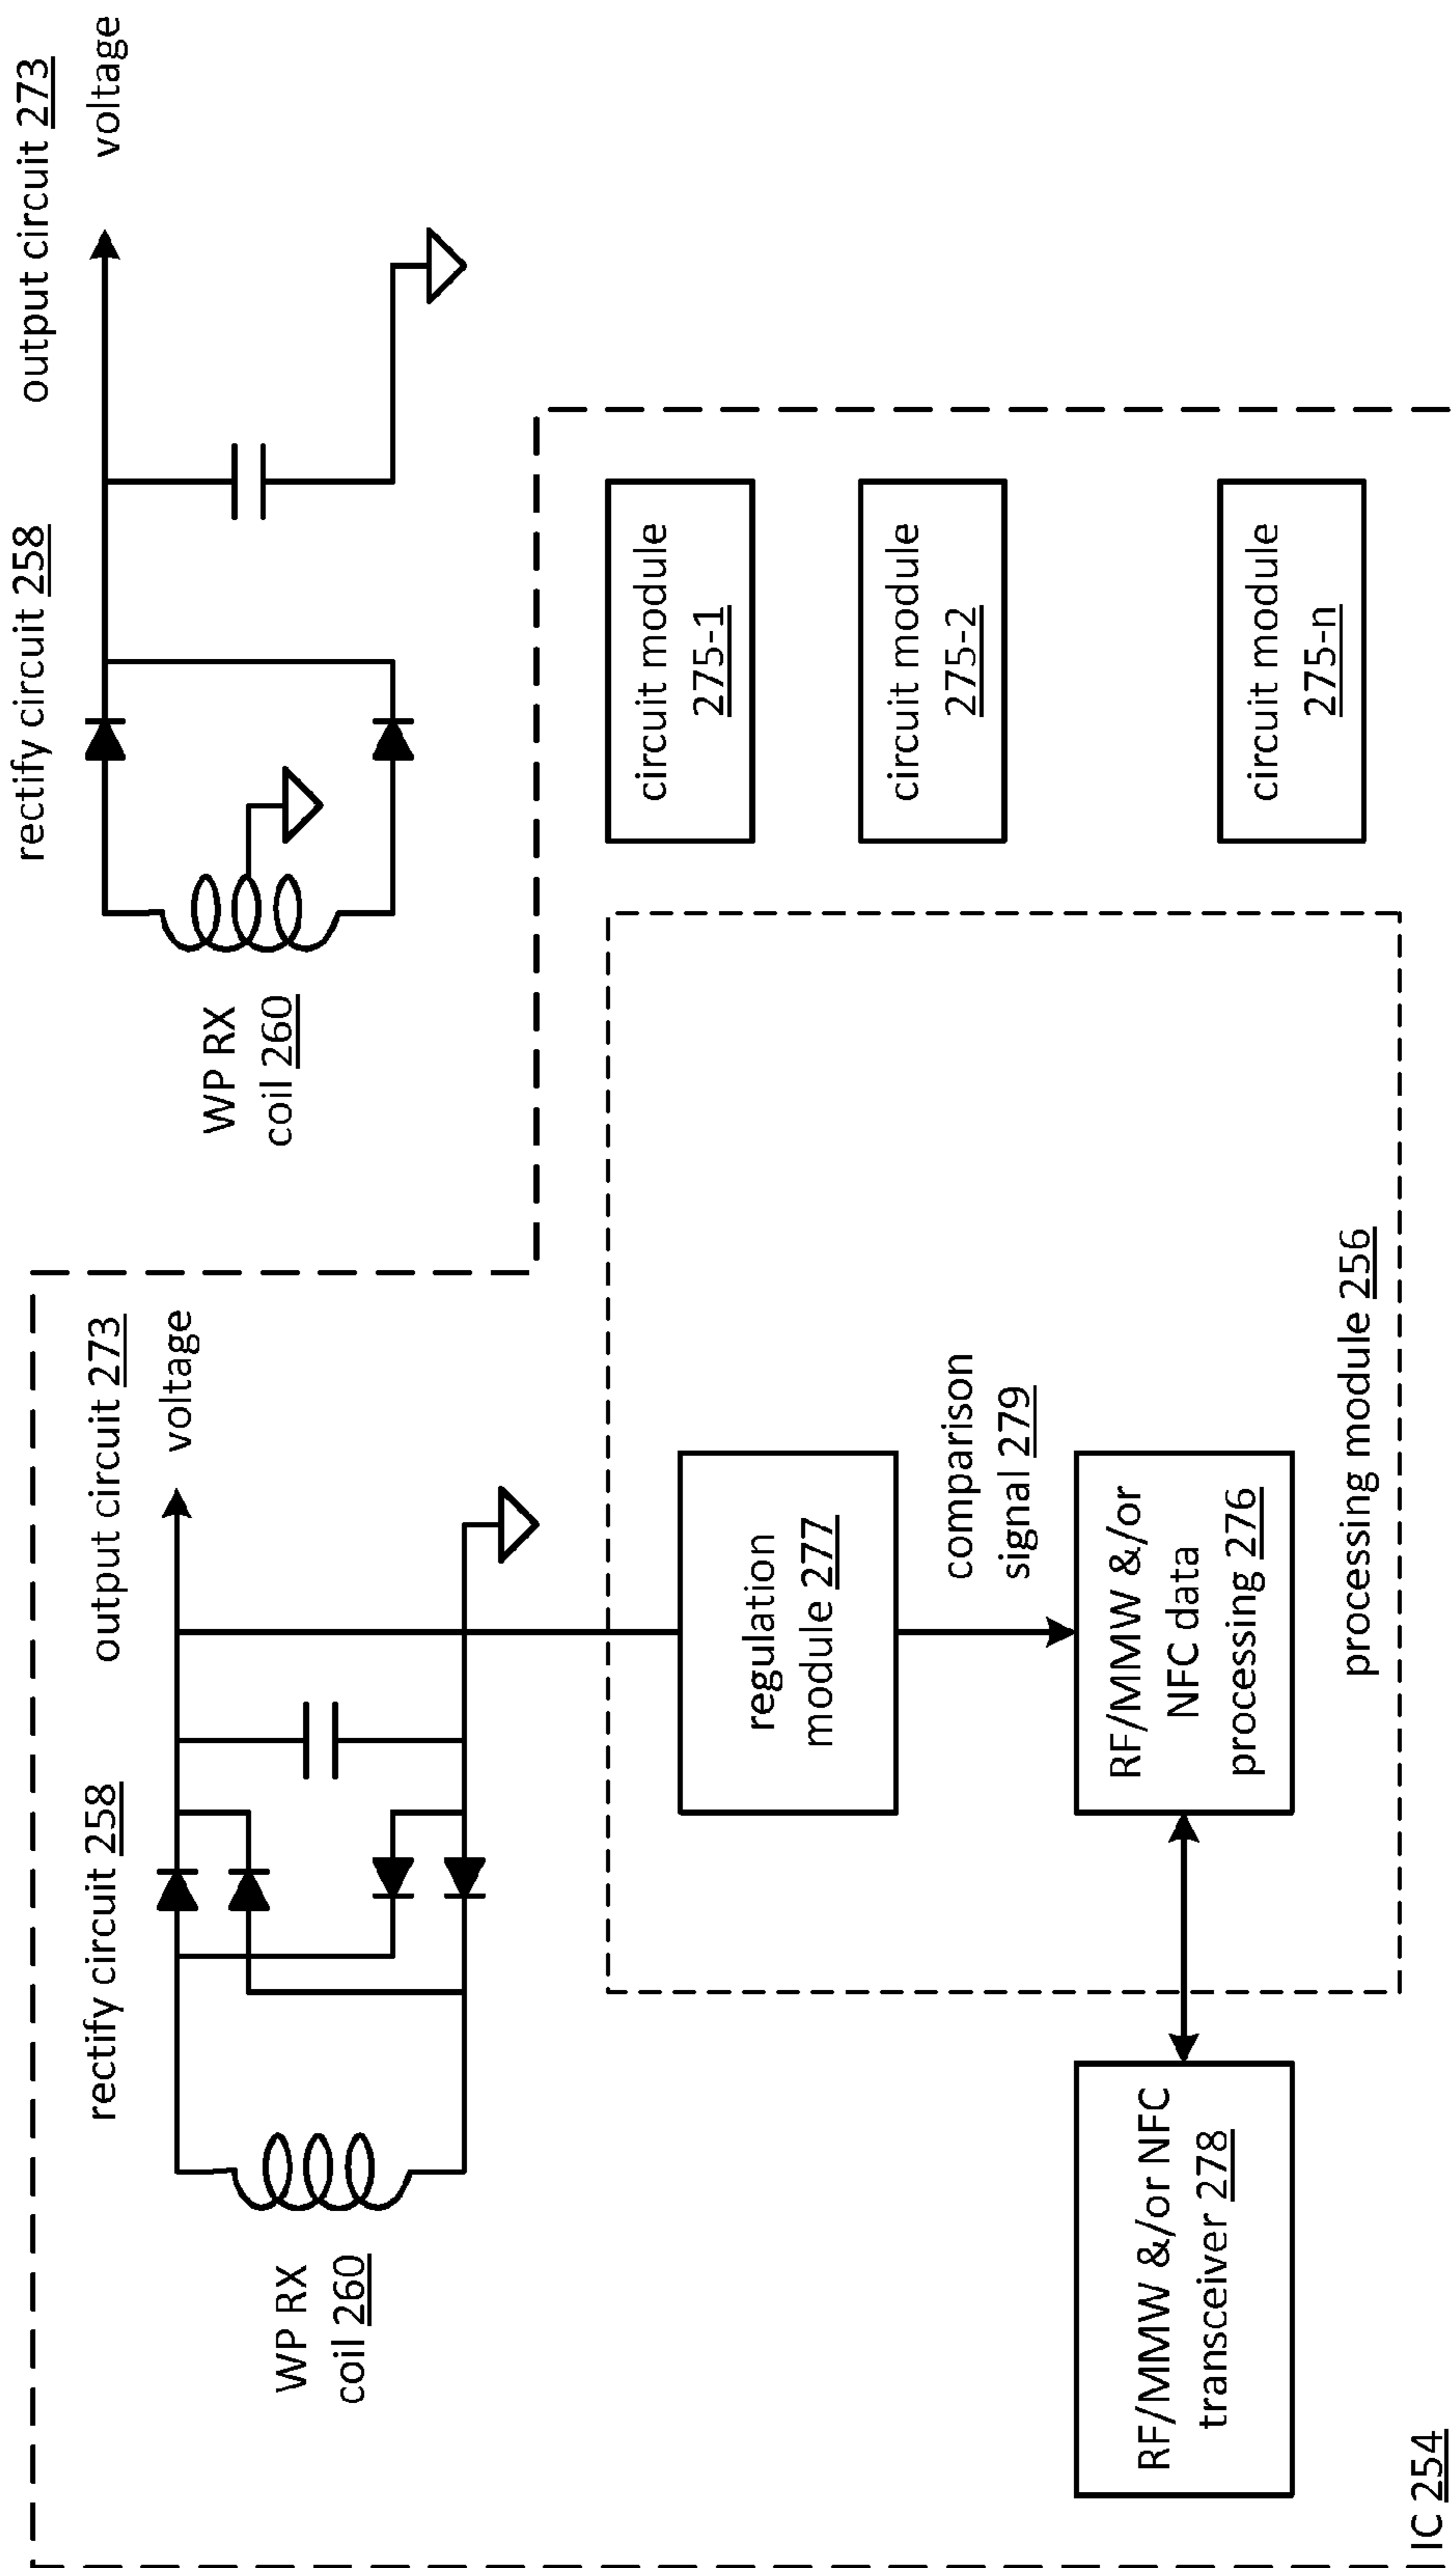 rectify circuit 258
output circuit 273
voltage
WP RX
coil 260
rectify circuit 258
output circuit 273
voltage
WP RX
coil 260
circuit module
275-1
circuit module
275-2
circuit module
275-n
regulation
module 277
comparison
signal 279
RF/MMW &/or
NFC data
processing 276
processing module 256
RF/MMW &/or NFC
transceiver 278
IC 254